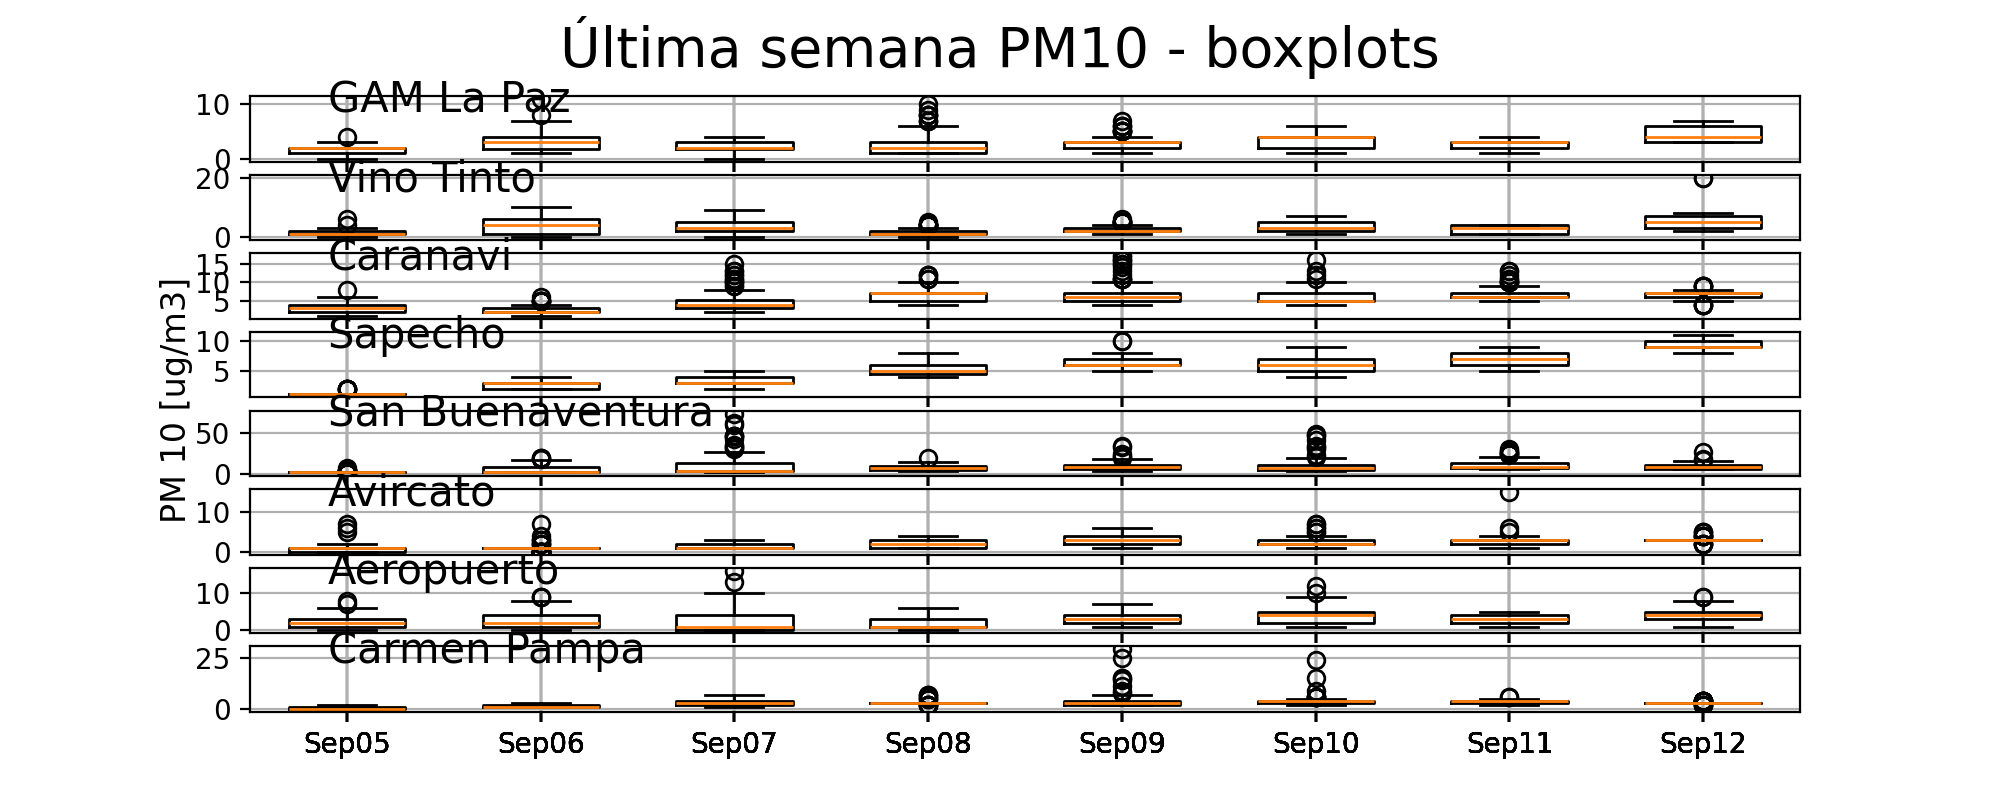 Última semana PM10 - boxplots
PM 10 [ug/m3]
GAM La Paz
10
0
Vino Tinto
20
0
Caranavi
15
10
5
Sapecho
10
5
San Buenaventura
50
0
Avircato
10
0
Aeropuerto
10
0
Carmen Pampa
25
0
Sep05 Sep06 Sep07 Sep08 Sep09 Sep10 Sep11 Sep12